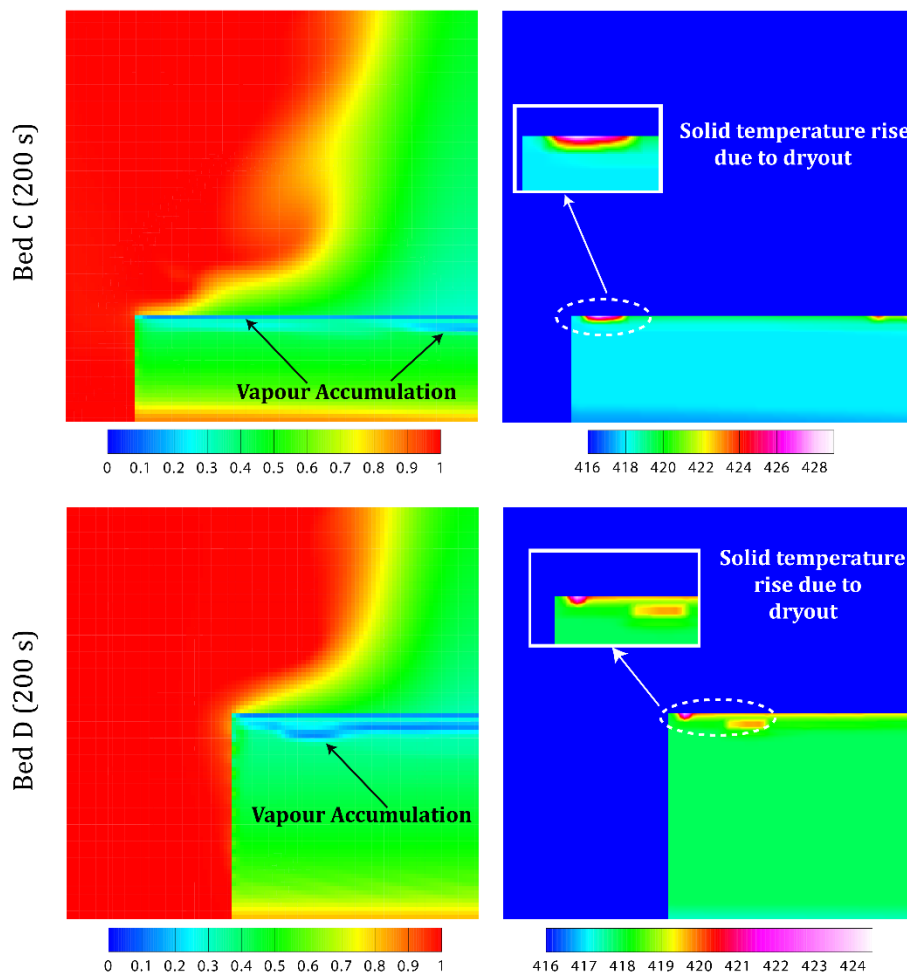 Bed C (200 s)
Solid temperature rise
due to dryout
Vapour Accumulation
0 0.1 0.2 0.3 0.4 0.5 0.6 0.7 0.8 0.9 1
416 418 420 422 424 426 428
Bed D (200 s)
Solid temperature
rise due to
dryout
Vapour Accumulation
0 0.1 0.2 0.3 0.4 0.5 0.6 0.7 0.8 0.9 1
416 417 418 419 420 421 422 423 424